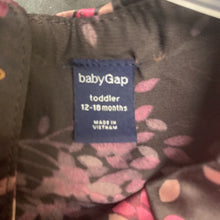 babyGap
toddler
12-18 months
MADE IN
VIETNAM